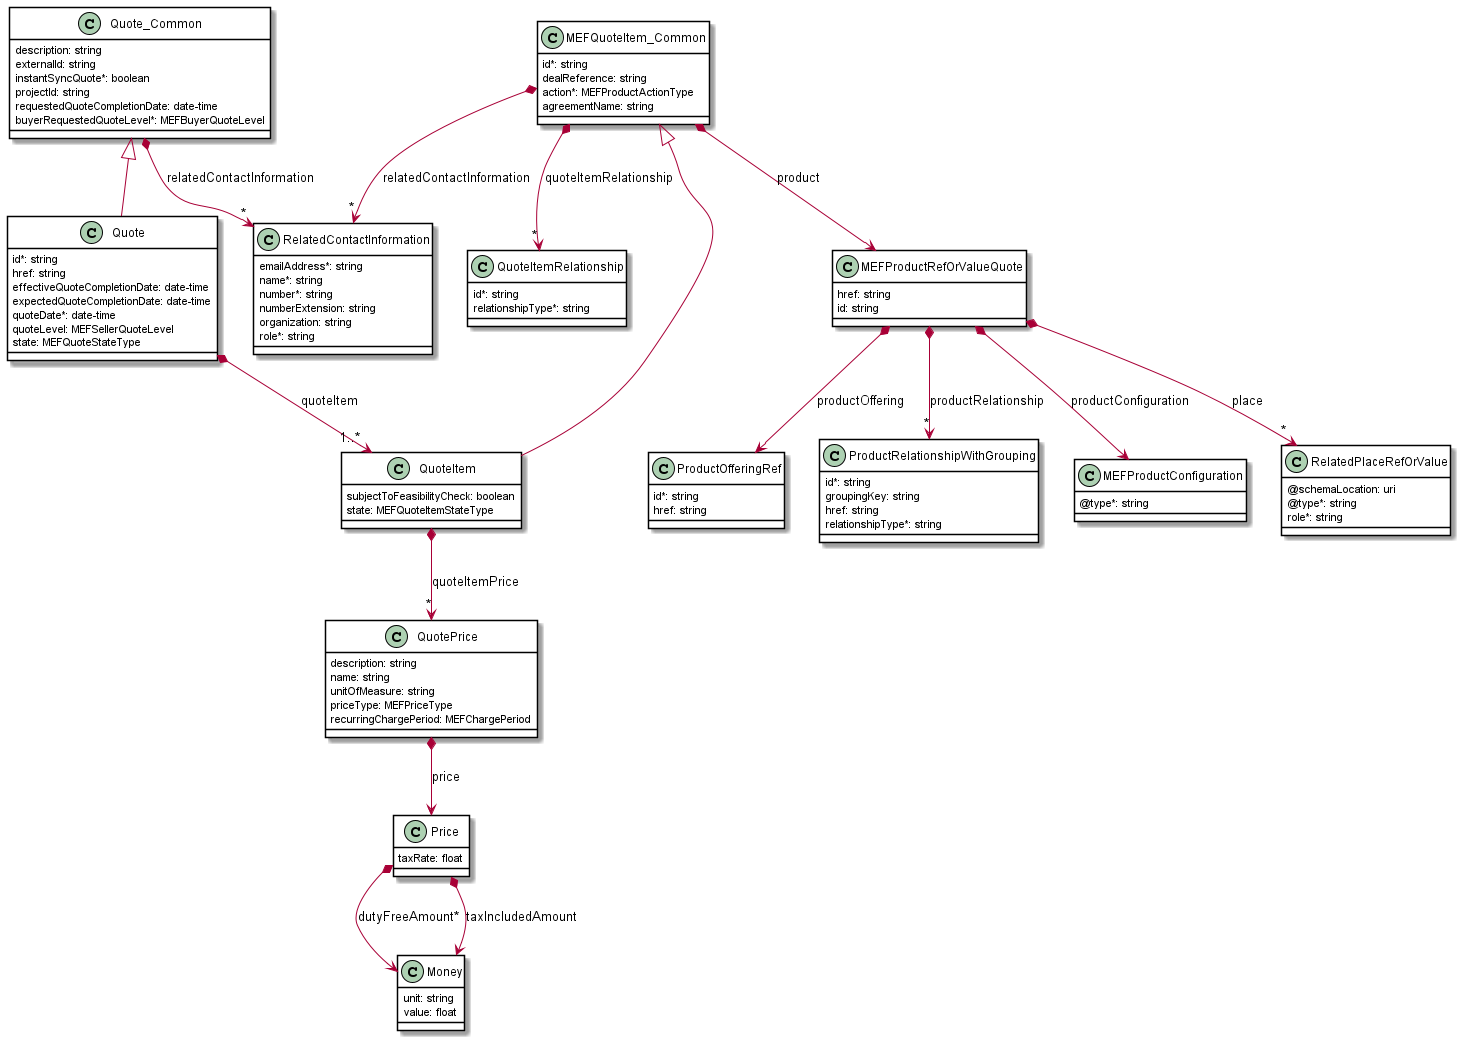 C Quote_Common
description: string
externalId: string
instantSyncQuote*: boolean
projectId: string
requestedQuoteCompletionDate: date-time
buyerRequestedQuoteLevel*: MEFBuyerQuoteLevel
C MEFQuoteItem_Common
id*: string
dealReference: string
action*: MEFProductActionType
agreementName: string
relatedContactInformation
*
relatedContactInformation
*
quoteItemRelationship
*
product
C Quote
id*: string
href: string
effectiveQuoteCompletionDate: date-time
expectedQuoteCompletionDate: date-time
quoteDate*: date-time
quoteLevel: MEFSellerQuoteLevel
state: MEFQuoteStateType
C RelatedContactInformation
emailAddress*: string
name*: string
number*: string
numberExtension: string
organization: string
role*: string
C QuoteItemRelationship
id*: string
relationshipType*: string
C MEFProductRefOrValueQuote
href: string
id: string
quoteItem
1..*
productOffering
productRelationship
*
productConfiguration
place
*
C QuoteItem
subjectToFeasibilityCheck: boolean
state: MEFQuoteItemStateType
C ProductOfferingRef
id*: string
href: string
C ProductRelationshipWithGrouping
id*: string
groupingKey: string
href: string
relationshipType*: string
C MEFProductConfiguration
@type*: string
C RelatedPlaceRefOrValue
@schemaLocation: uri
@type*: string
role*: string
quoteItemPrice
*
C QuotePrice
description: string
name: string
unitOfMeasure: string
priceType: MEFPriceType
recurringChargePeriod: MEFChargePeriod
price
C Price
taxRate: float
dutyFreeAmount*
taxIncludedAmount
C Money
unit: string
value: float